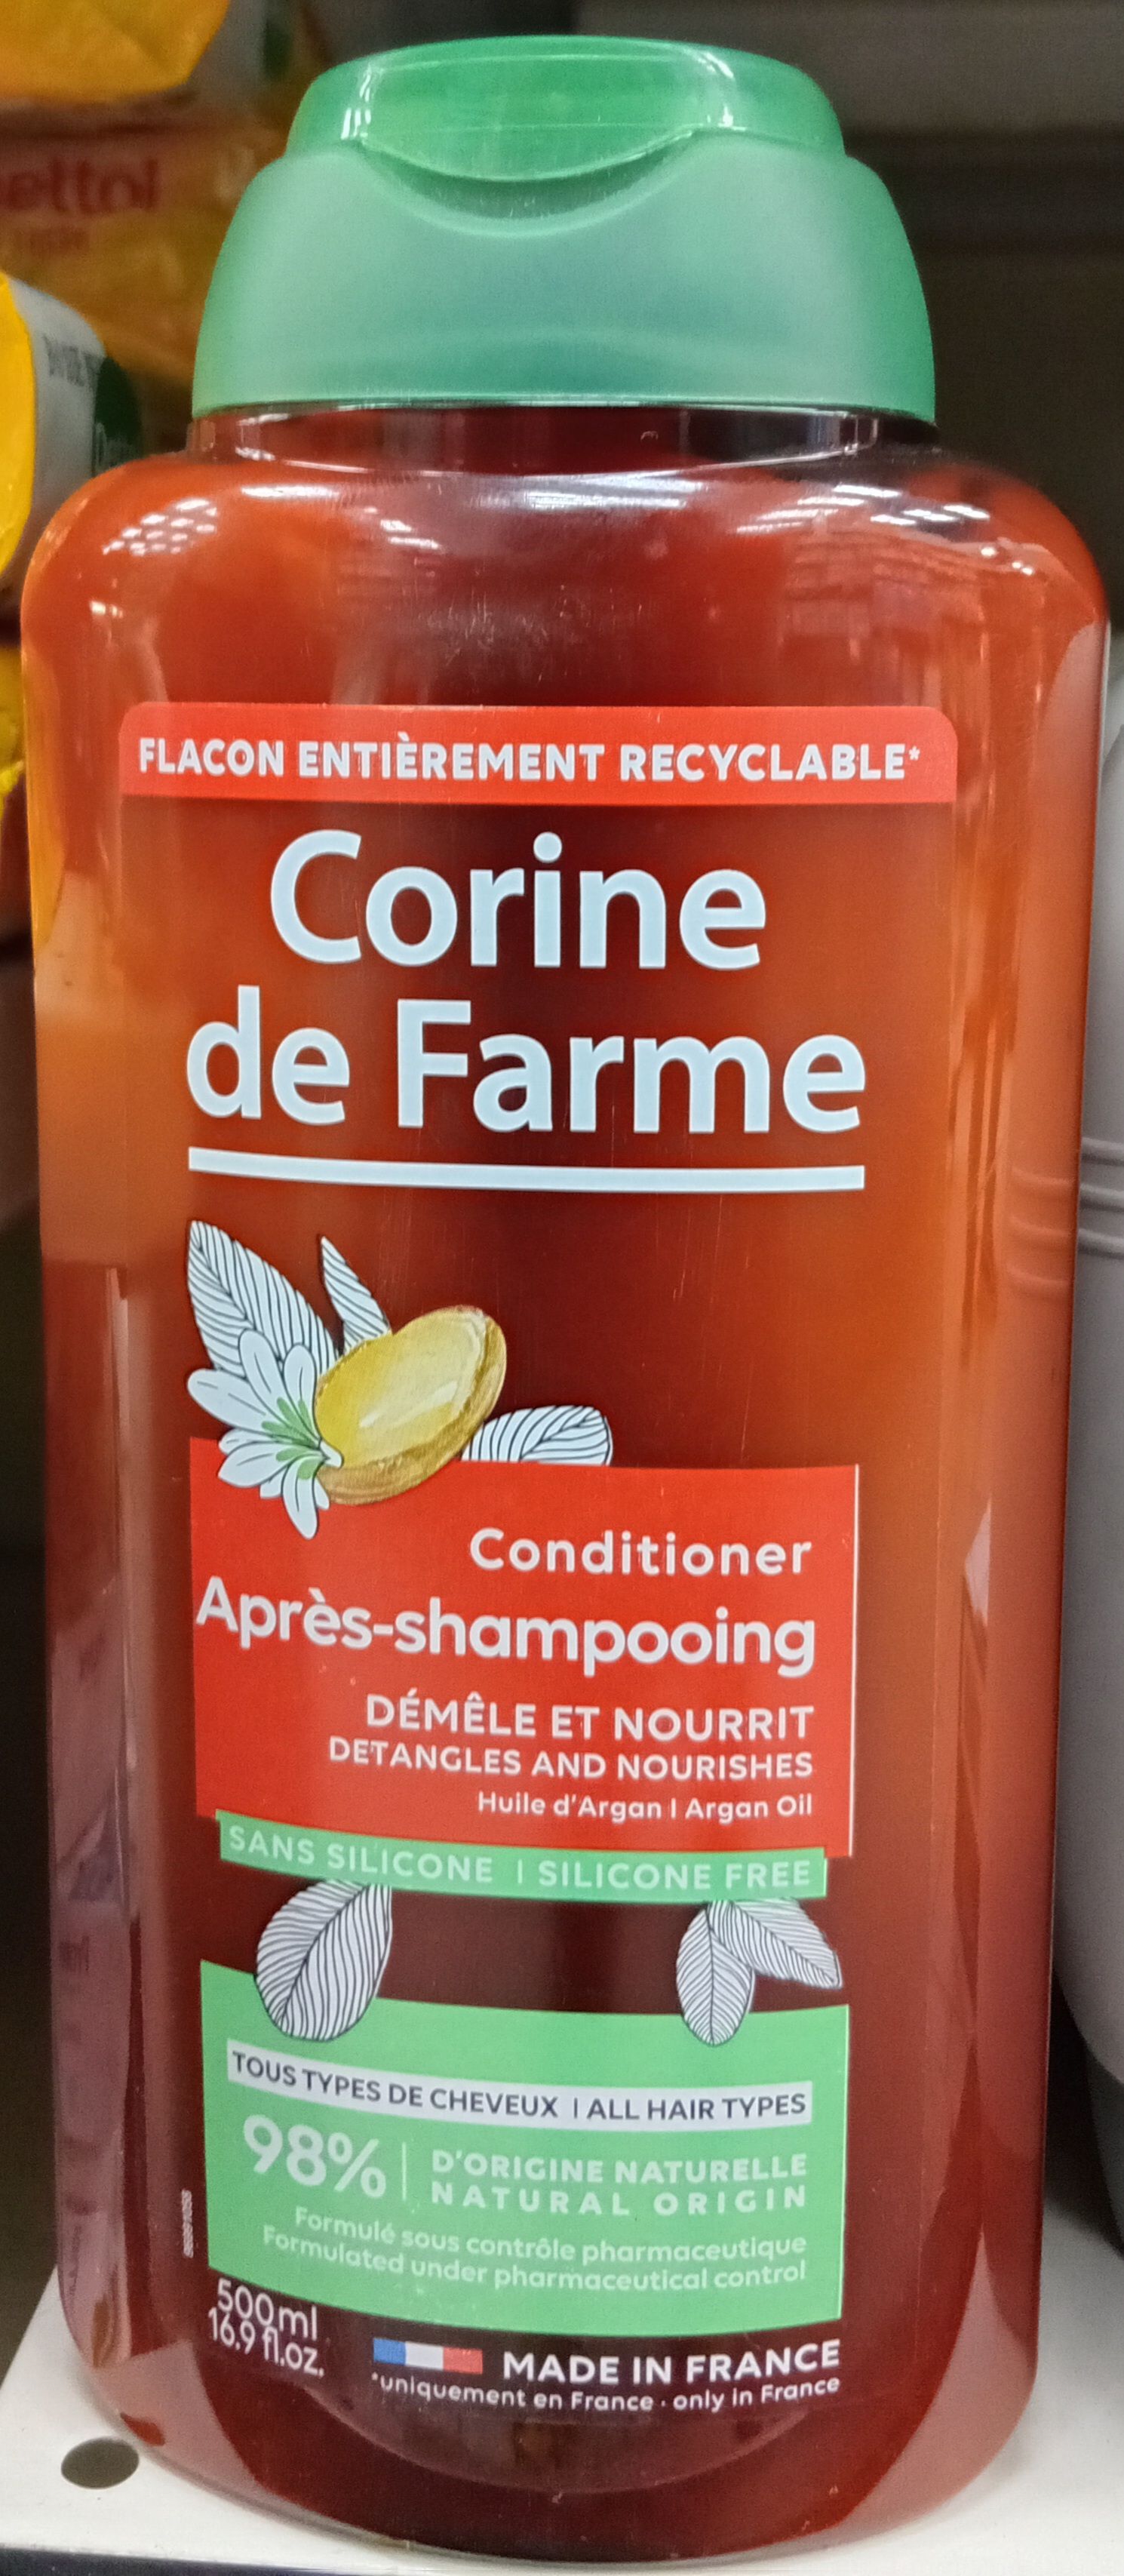 FLACON ENTIÈREMENT RECYCLABLE*
Corine
de Farme
Conditioner
Après-shampooing
DÉMÊLE ET NOURRIT
DETANGLES AND NOURISHES
Huile d'Argan | Argan Oil
SANS SILICONE | SILICONE FREE
TOUS TYPES DE CHEVEUX | ALL HAIR TYPES
98% | D'ORIGINE NATURELLE
NATURAL ORIGIN
Formulé sous contrôle pharmaceutique
Formulated under pharmaceutical control
500ml
16.9 fl.oz.
MADE IN FRANCE
*uniquement en France · only in France